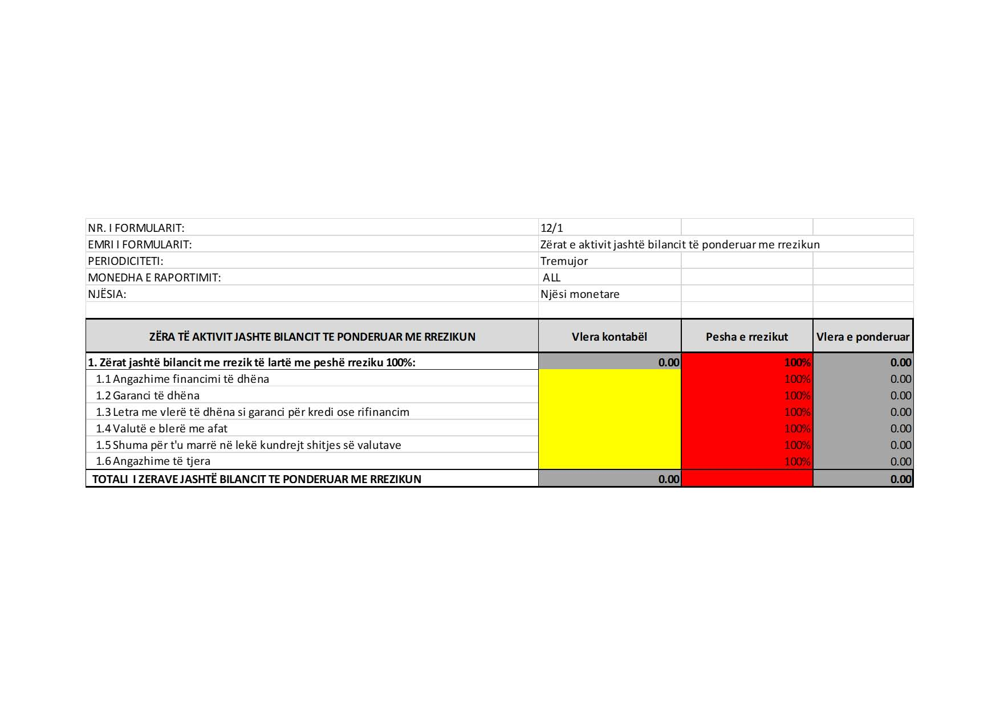 NR. I FORMULARIT: 12/1
EMRI I FORMULARIT: Zërat e aktivit jashtë bilancit të ponderuar me rrezikun
PERIODICITETI: Tremujor
MONEDHA E RAPORTIMIT: ALL
NJËSIA: Njësi monetare
ZËRA TË AKTIVIT JASHTE BILANCIT TE PONDERUAR ME RREZIKUN Vlera kontabël Pesha e rrezikut Vlera e ponderuar
1. Zërat jashtë bilancit me rrezik të lartë me peshë rreziku 100%: 0.00 100% 0.00
1.1 Angazhime financimi të dhëna 100% 0.00
1.2 Garanci të dhëna 100% 0.00
1.3 Letra me vlerë të dhëna si garanci për kredi ose rifinancim 100% 0.00
1.4 Valutë e blerë me afat 100% 0.00
1.5 Shuma për t'u marrë në lekë kundrejt shitjes së valutave 100% 0.00
1.6 Angazhime të tjera 100% 0.00
TOTALI I ZERAVE JASHTË BILANCIT TE PONDERUAR ME RREZIKUN 0.00 0.00